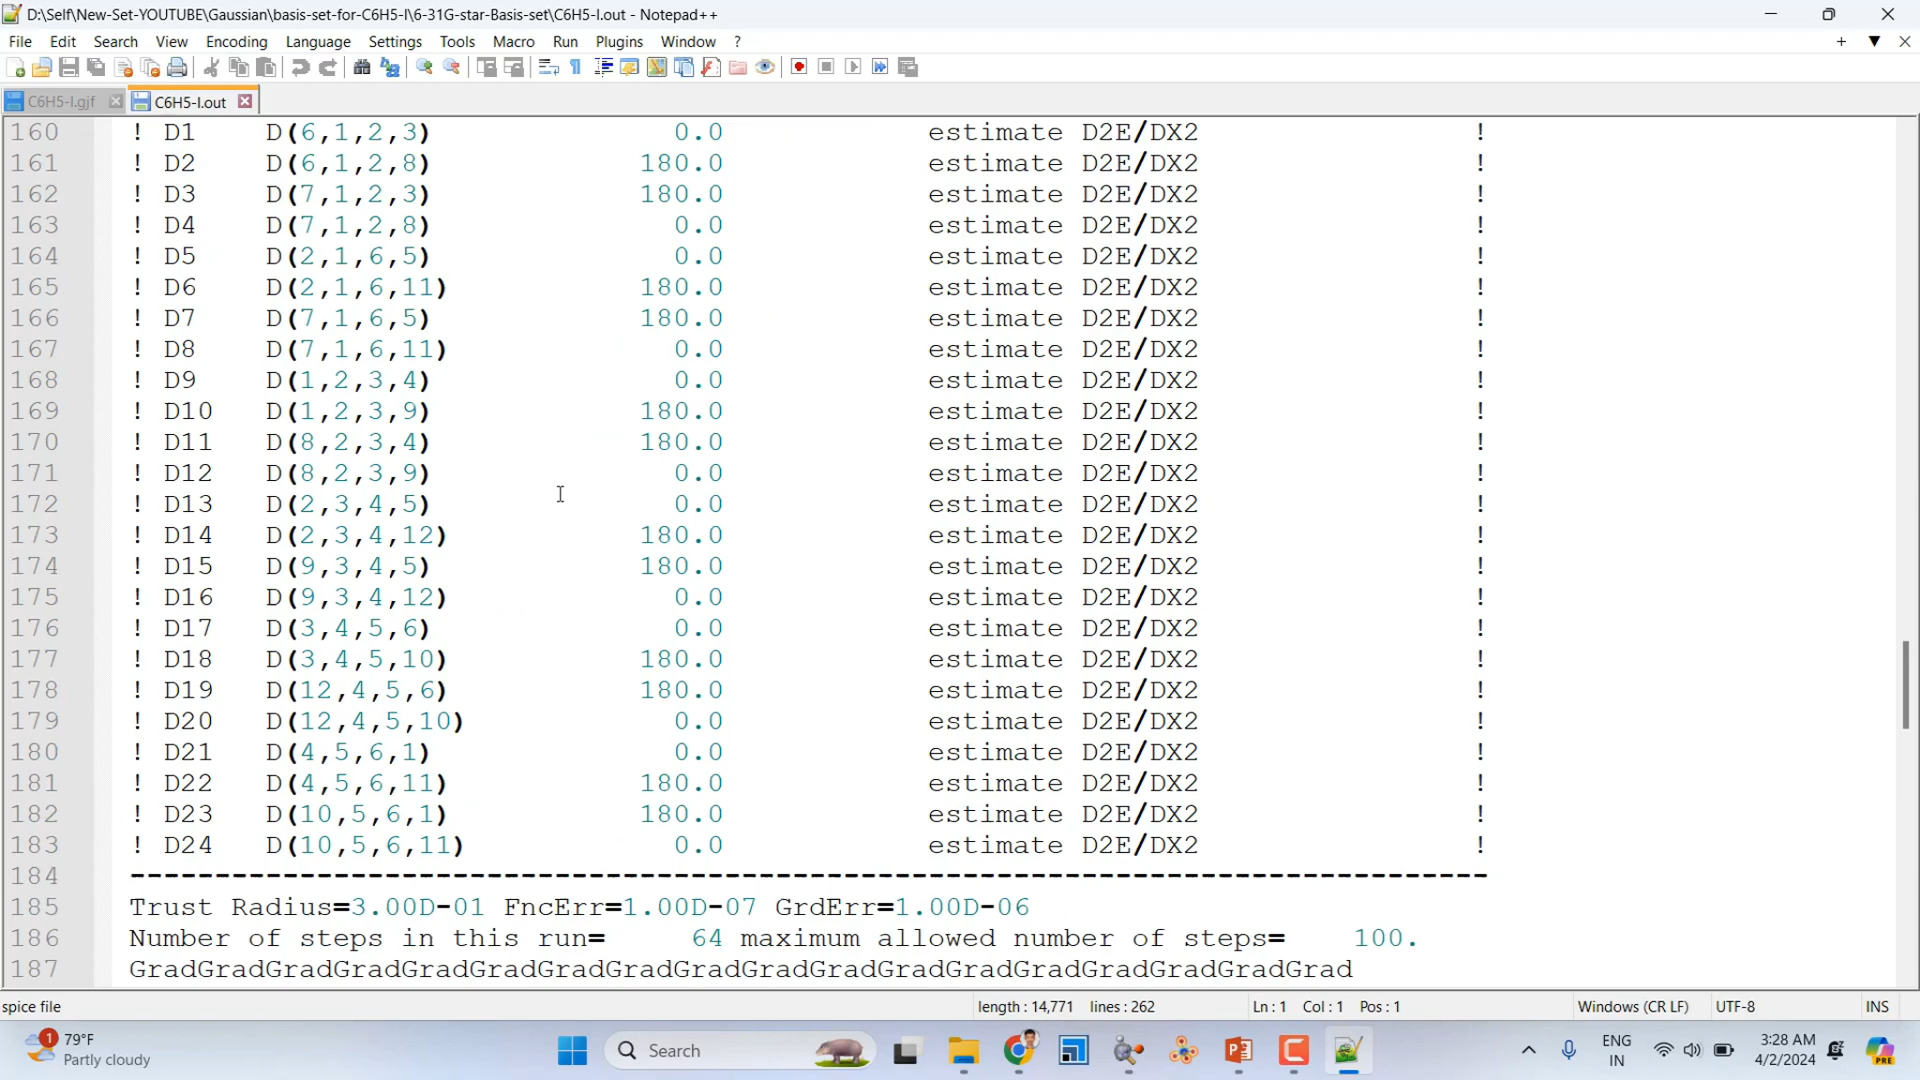 D:\Self\New-Set-YOUTUBE\Gaussian\basis-set-for-C6H5-I\6-31G-star-Basis-set\C6H5-I.out - Notepad++
File Edit Search View Encoding Language Settings Tools Macro Run Plugins Window ?
C6H5-I.gjf C6H5-I.out
160 ! D1 D(6,1,2,3) 0.0 estimate D2E/DX2 !
161 ! D2 D(6,1,2,8) 180.0 estimate D2E/DX2 !
162 ! D3 D(7,1,2,3) 180.0 estimate D2E/DX2 !
163 ! D4 D(7,1,2,8) 0.0 estimate D2E/DX2 !
164 ! D5 D(2,1,6,5) 0.0 estimate D2E/DX2 !
165 ! D6 D(2,1,6,11) 180.0 estimate D2E/DX2 !
166 ! D7 D(7,1,6,5) 180.0 estimate D2E/DX2 !
167 ! D8 D(7,1,6,11) 0.0 estimate D2E/DX2 !
168 ! D9 D(1,2,3,4) 0.0 estimate D2E/DX2 !
169 ! D10 D(1,2,3,9) 180.0 estimate D2E/DX2 !
170 ! D11 D(8,2,3,4) 180.0 estimate D2E/DX2 !
171 ! D12 D(8,2,3,9) 0.0 estimate D2E/DX2 !
172 ! D13 D(2,3,4,5) 0.0 estimate D2E/DX2 !
173 ! D14 D(2,3,4,12) 180.0 estimate D2E/DX2 !
174 ! D15 D(9,3,4,5) 180.0 estimate D2E/DX2 !
175 ! D16 D(9,3,4,12) 0.0 estimate D2E/DX2 !
176 ! D17 D(3,4,5,6) 0.0 estimate D2E/DX2 !
177 ! D18 D(3,4,5,10) 180.0 estimate D2E/DX2 !
178 ! D19 D(12,4,5,6) 180.0 estimate D2E/DX2 !
179 ! D20 D(12,4,5,10) 0.0 estimate D2E/DX2 !
180 ! D21 D(4,5,6,1) 0.0 estimate D2E/DX2 !
181 ! D22 D(4,5,6,11) 180.0 estimate D2E/DX2 !
182 ! D23 D(10,5,6,1) 180.0 estimate D2E/DX2 !
183 ! D24 D(10,5,6,11) 0.0 estimate D2E/DX2 !
184 --------------------------------------------------------------------------------
185 Trust Radius=3.00D-01 FncErr=1.00D-07 GrdErr=1.00D-06
186 Number of steps in this run= 64 maximum allowed number of steps= 100.
187 GradGradGradGradGradGradGradGradGradGradGradGradGradGradGradGradGradGrad
spice file length : 14,771 lines : 262 Ln : 1 Col : 1 Pos : 1 Windows (CR LF) UTF-8 INS
1 79°F Search ENG 3:28 AM
Partly cloudy IN 4/2/2024 PRE